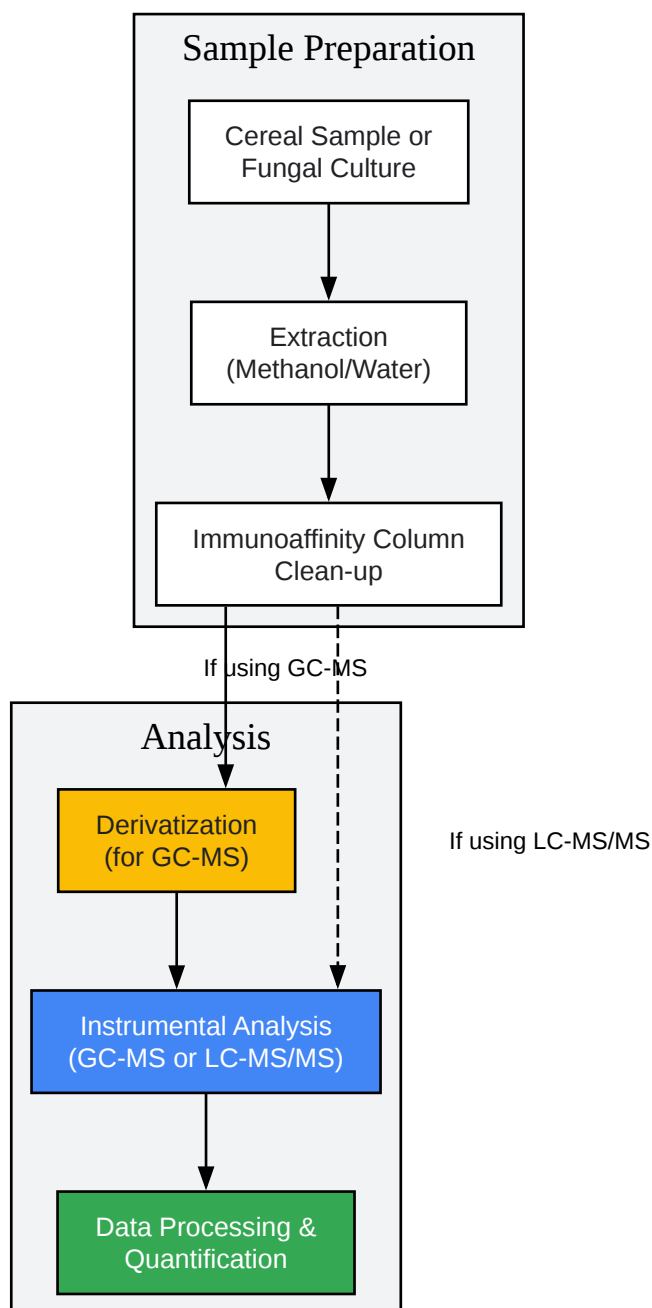 Sample Preparation
Cereal Sample or
Fungal Culture
Extraction
(Methanol/Water)
Immunoaffinity Column
Clean-up
If using GC-MS
Analysis
Derivatization
(for GC-MS)
If using LC-MS/MS
Instrumental Analysis
(GC-MS or LC-MS/MS)
Data Processing &
Quantification